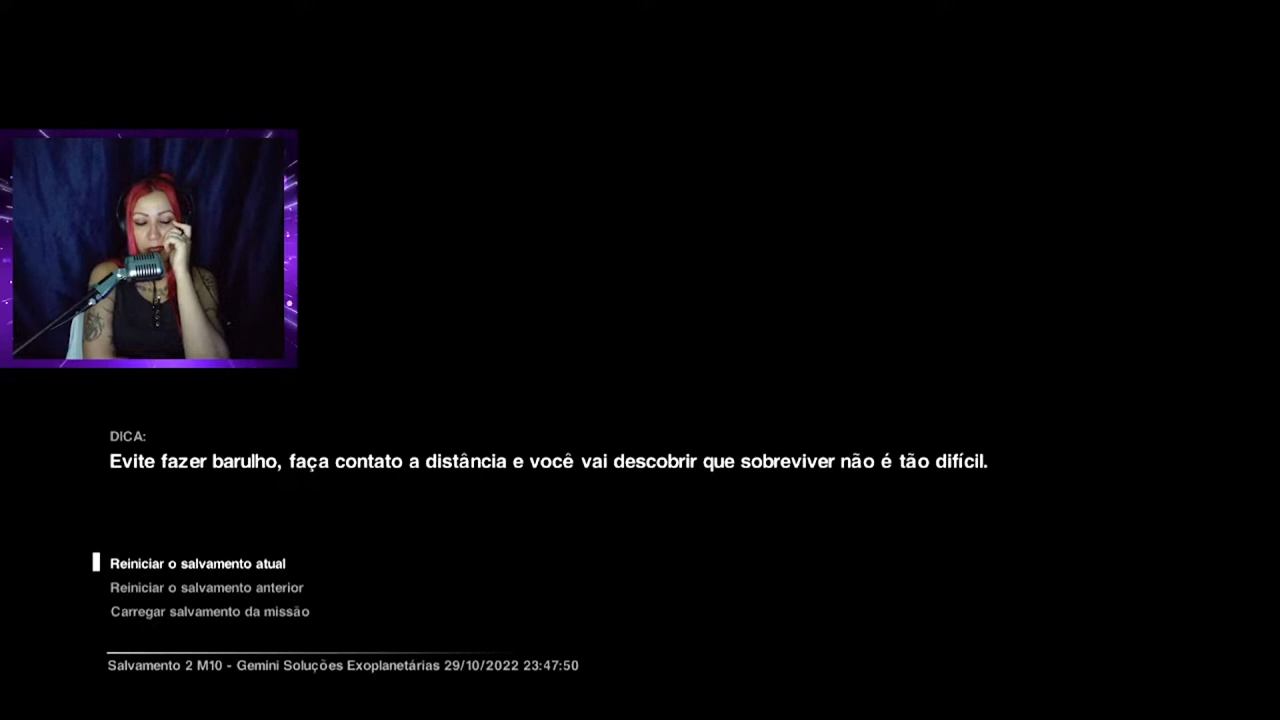 DICA:
Evite fazer barulho, faça contato a distância e você vai descobrir que sobreviver não é tão difícil.
Reiniciar o salvamento atual
Reiniciar o salvamento anterior
Carregar salvamento da missão
Salvamento 2 M10 - Gemini Soluções Exoplanetárias 29/10/2022 23:47:50